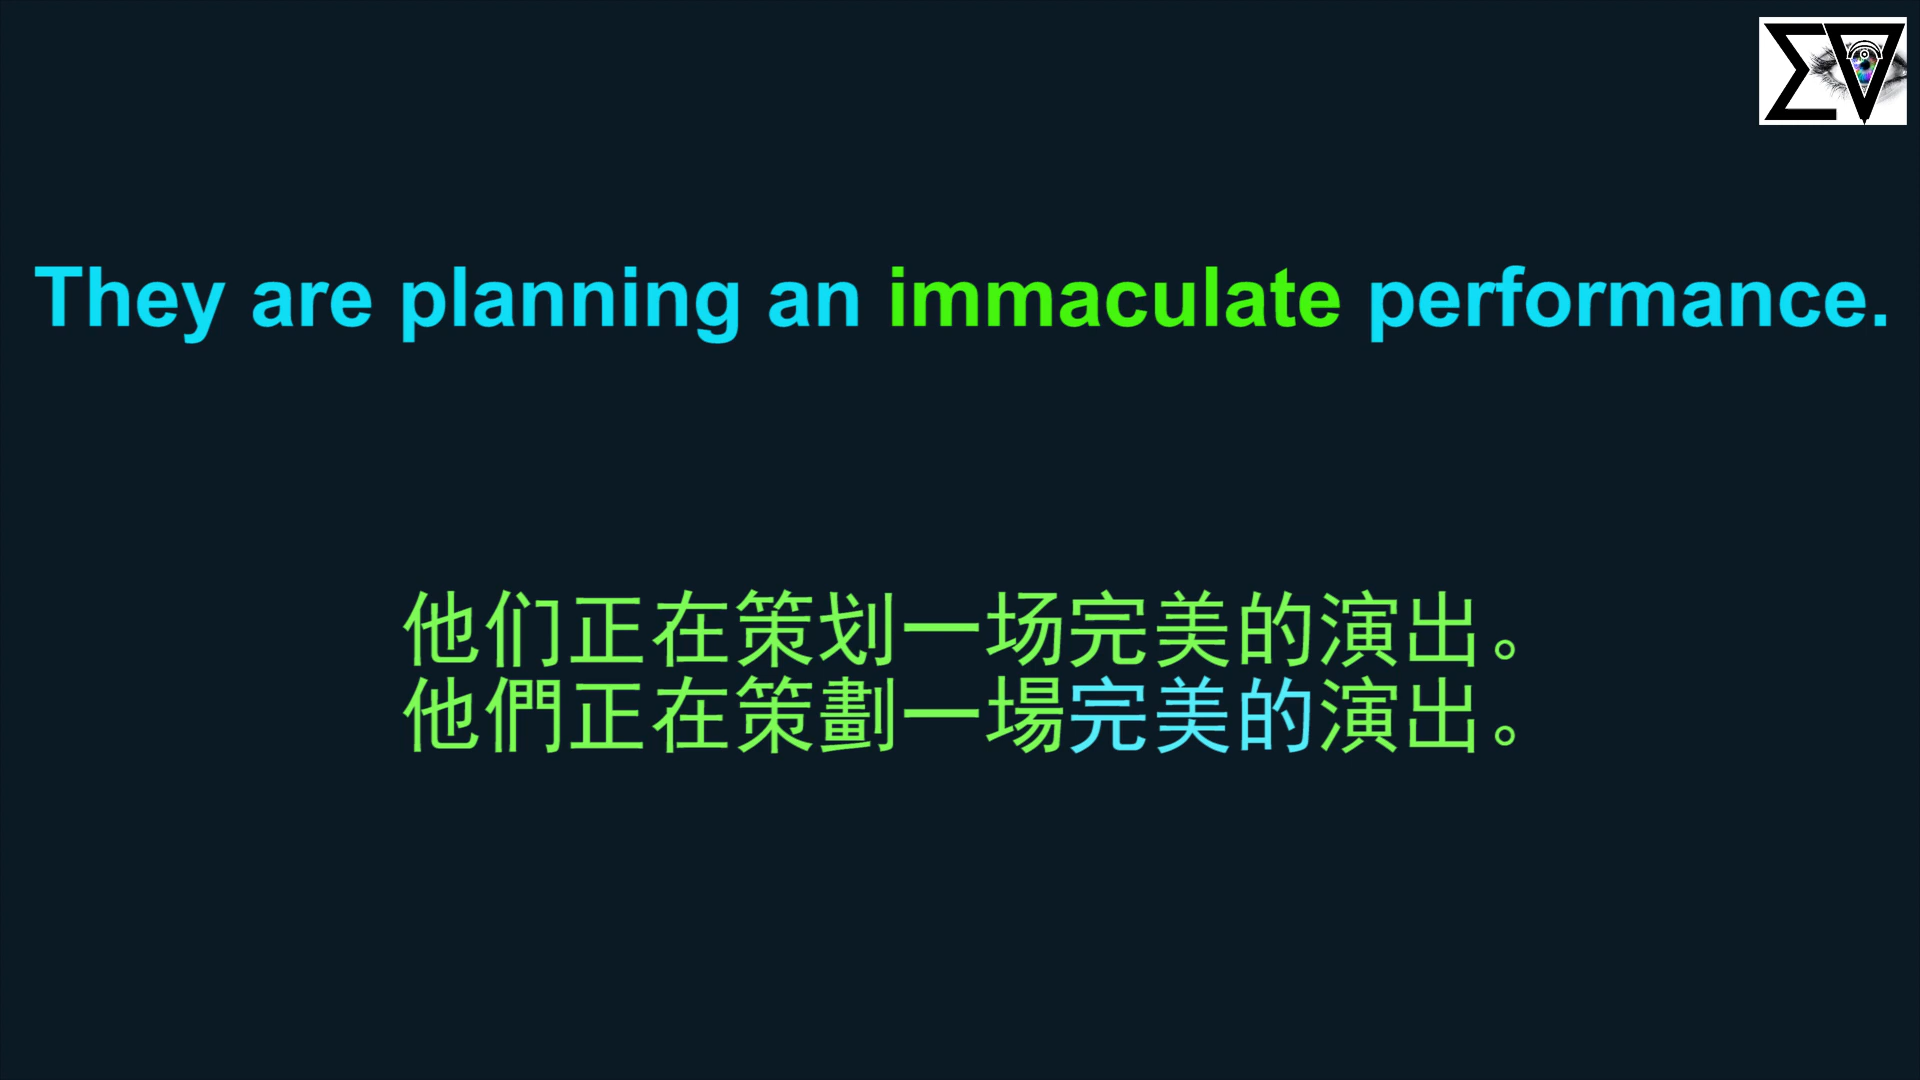 They are planning an immaculate performance.
他们正在策划一场完美的演出。
他們正在策劃一場完美的演出。